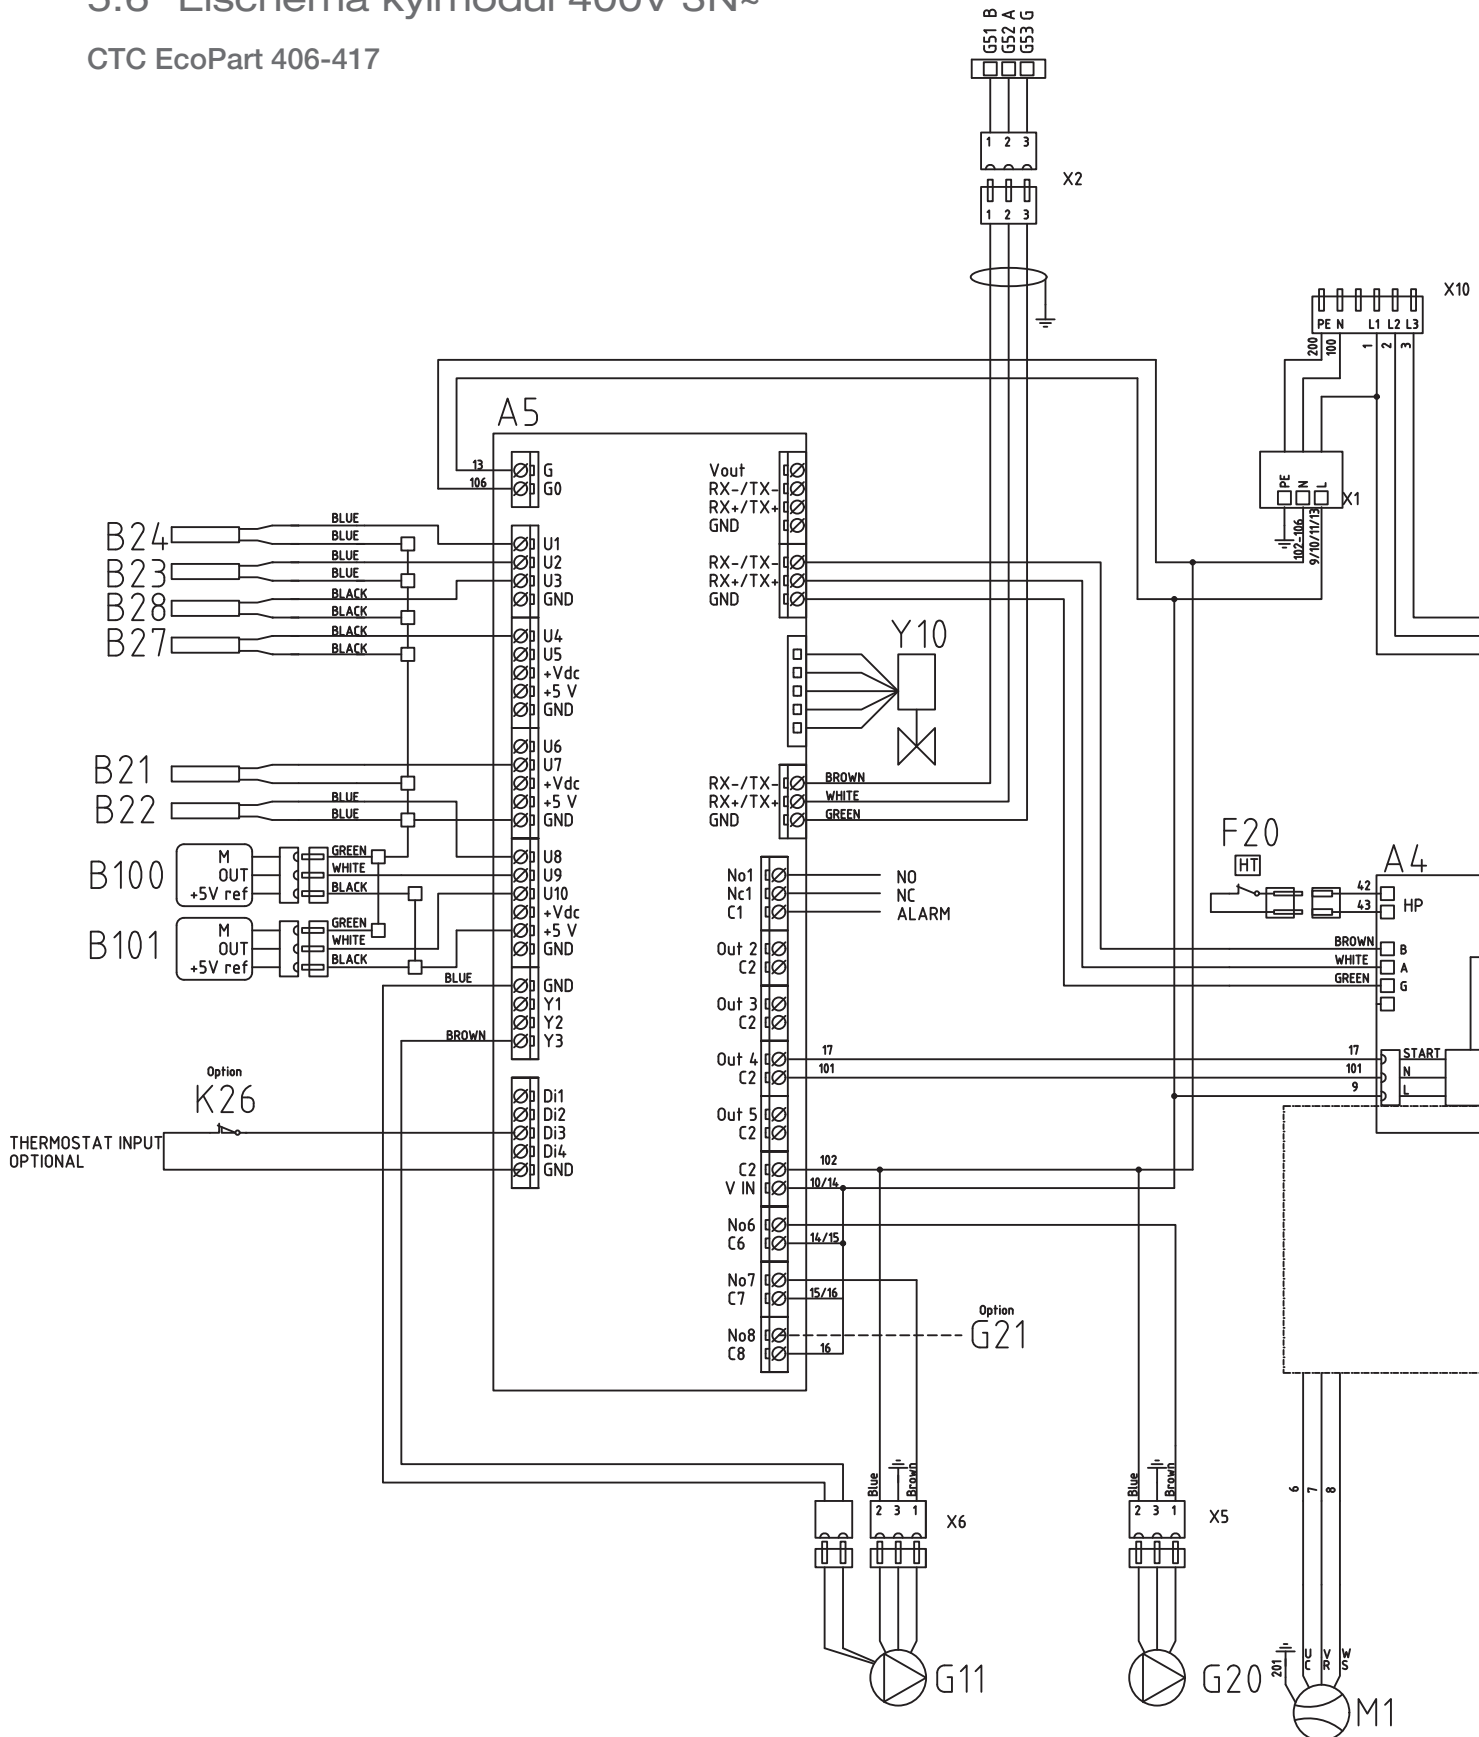 5.6 Elschema kylmodul 400V 3N~
CTC EcoPart 406-417
G51 B
G52 A
G53 G
1 2 3
X2
1 2 3
X10
PE N L1 L2 L3
200
100
1
2
3
A5
PE
N
L
X1
102-106
9/10/11/13
13 G
106 G0
Vout
RX-/TX-
RX+/TX+
GND
B24
BLUE
BLUE
B23
BLUE
BLUE
B28
BLACK
BLACK
B27
BLACK
BLACK
U1
U2
U3
GND
RX-/TX-
RX+/TX+
GND
U4
U5
+Vdc
+5 V
GND
Y10
B21
B22
BLUE
BLUE
U6
U7
+Vdc
+5 V
GND
RX-/TX- BROWN
RX+/TX+ WHITE
GND GREEN
B100
M
OUT
+5V ref
GREEN
WHITE
BLACK
B101
M
OUT
+5V ref
GREEN
WHITE
BLACK
U8
U9
U10
+Vdc
+5 V
GND
No1 NO
Nc1 NC
C1 ALARM
F20
HT
A4
42
43
HP
BROWN B
WHITE A
GREEN G
Out 2
C2
BLUE GND
Y1
Y2
BROWN Y3
Out 3
C2
Out 4 17
C2 101
17 START
101 N
9 L
Option
K26
THERMOSTAT INPUT
OPTIONAL
Di1
Di2
Di3
Di4
GND
Out 5
C2
C2 102
V IN 10/14
No6
C6 14/15
No7
C7 15/16
No8
C8 16
Option
G21
Blue
Brown
2 3 1
X6
Blue
Brown
2 3 1
X5
6
7
8
G11
G20
201
U V W
C R S
M1